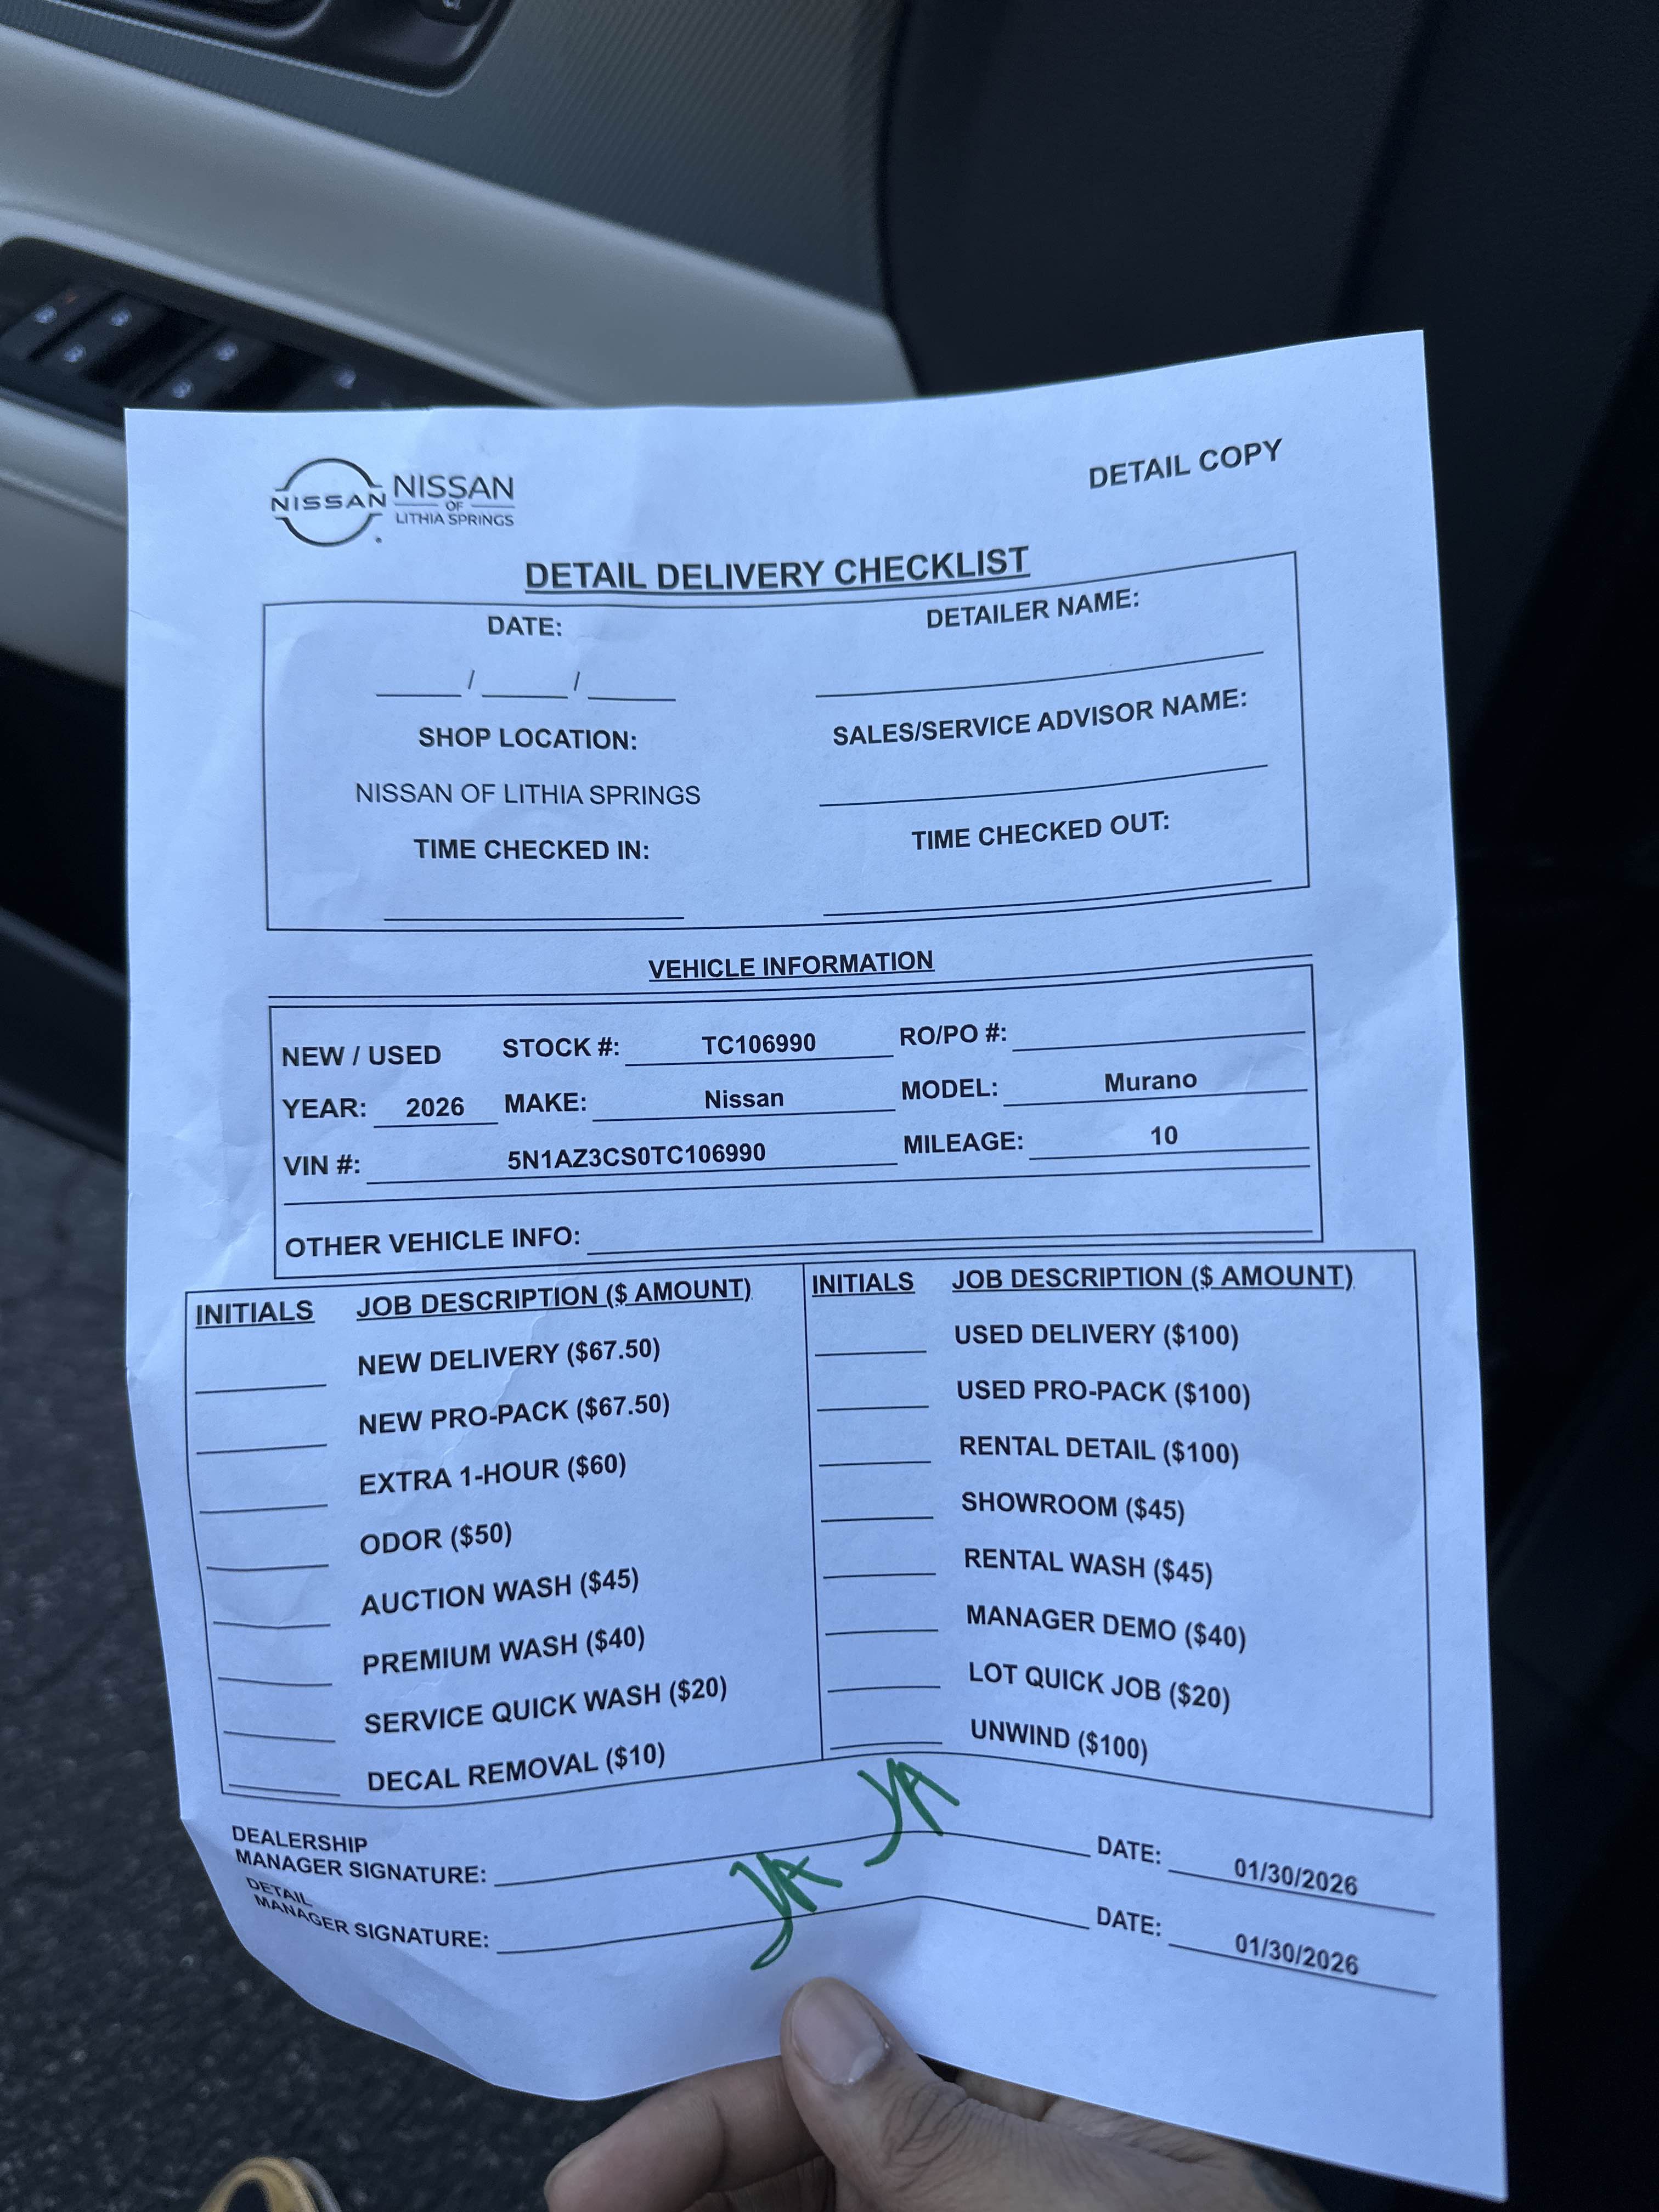 DETAIL COPY
NISSAN NISSAN
OF
LITHIA SPRINGS
DETAIL DELIVERY CHECKLIST
DATE: DETAILER NAME:
____ / ____ / ____
SHOP LOCATION: SALES/SERVICE ADVISOR NAME:
NISSAN OF LITHIA SPRINGS
TIME CHECKED IN: TIME CHECKED OUT:
VEHICLE INFORMATION
NEW / USED STOCK #: TC106990 RO/PO #:
YEAR: 2026 MAKE: Nissan MODEL: Murano
VIN #: 5N1AZ3CS0TC106990 MILEAGE: 10
OTHER VEHICLE INFO:
INITIALS JOB DESCRIPTION ($ AMOUNT) INITIALS JOB DESCRIPTION ($ AMOUNT)
NEW DELIVERY ($67.50) USED DELIVERY ($100)
NEW PRO-PACK ($67.50) USED PRO-PACK ($100)
EXTRA 1-HOUR ($60) RENTAL DETAIL ($100)
ODOR ($50) SHOWROOM ($45)
AUCTION WASH ($45) RENTAL WASH ($45)
PREMIUM WASH ($40) MANAGER DEMO ($40)
SERVICE QUICK WASH ($20) LOT QUICK JOB ($20)
DECAL REMOVAL ($10) UNWIND ($100)
DEALERSHIP
MANAGER SIGNATURE: DATE: 01/30/2026
DETAIL
MANAGER SIGNATURE: DATE: 01/30/2026